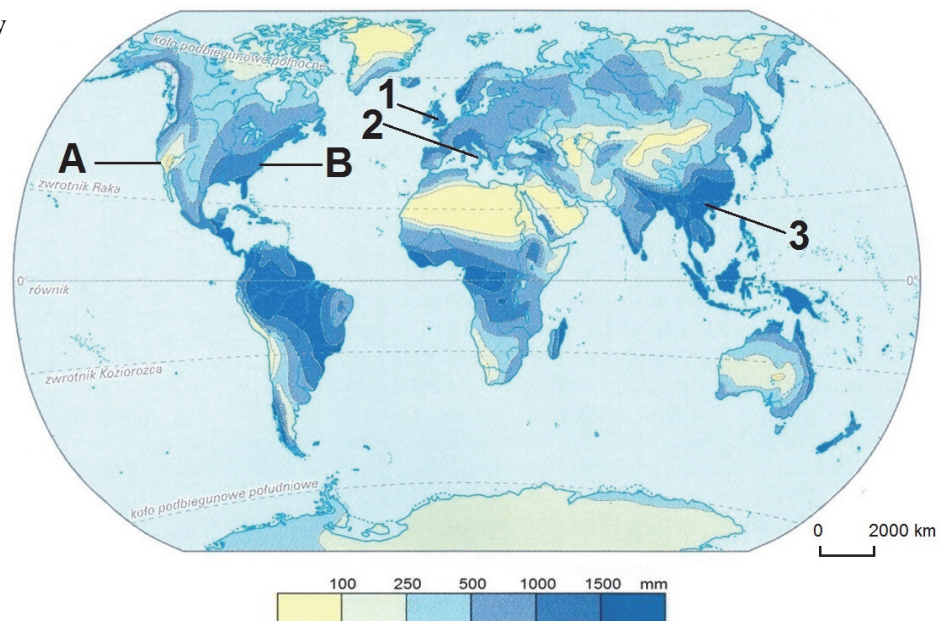 y
koło podbiegunowe północne
1
2
A
B
zwrotnik Raka
3
0°
0°
równik
zwrotnik Koziorożca
koło podbiegunowe południowe
0 2000 km
100 250 500 1000 1500 mm